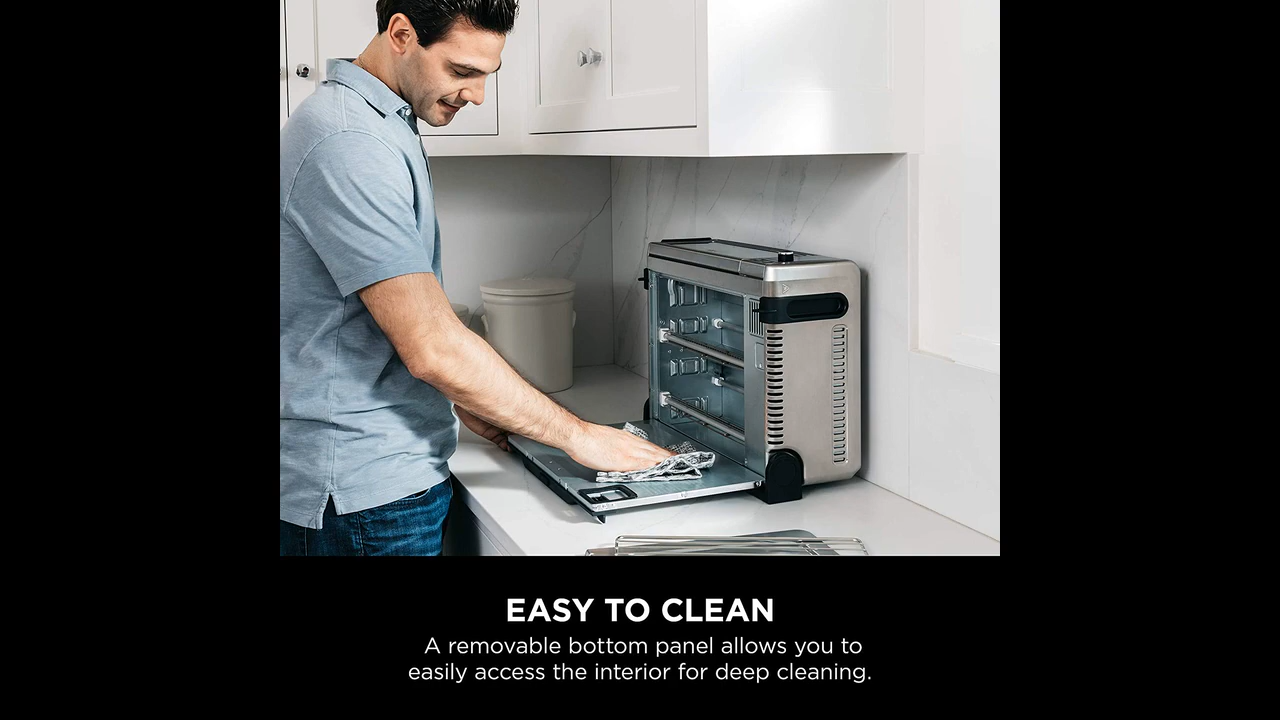 EASY TO CLEAN
A removable bottom panel allows you to
easily access the interior for deep cleaning.